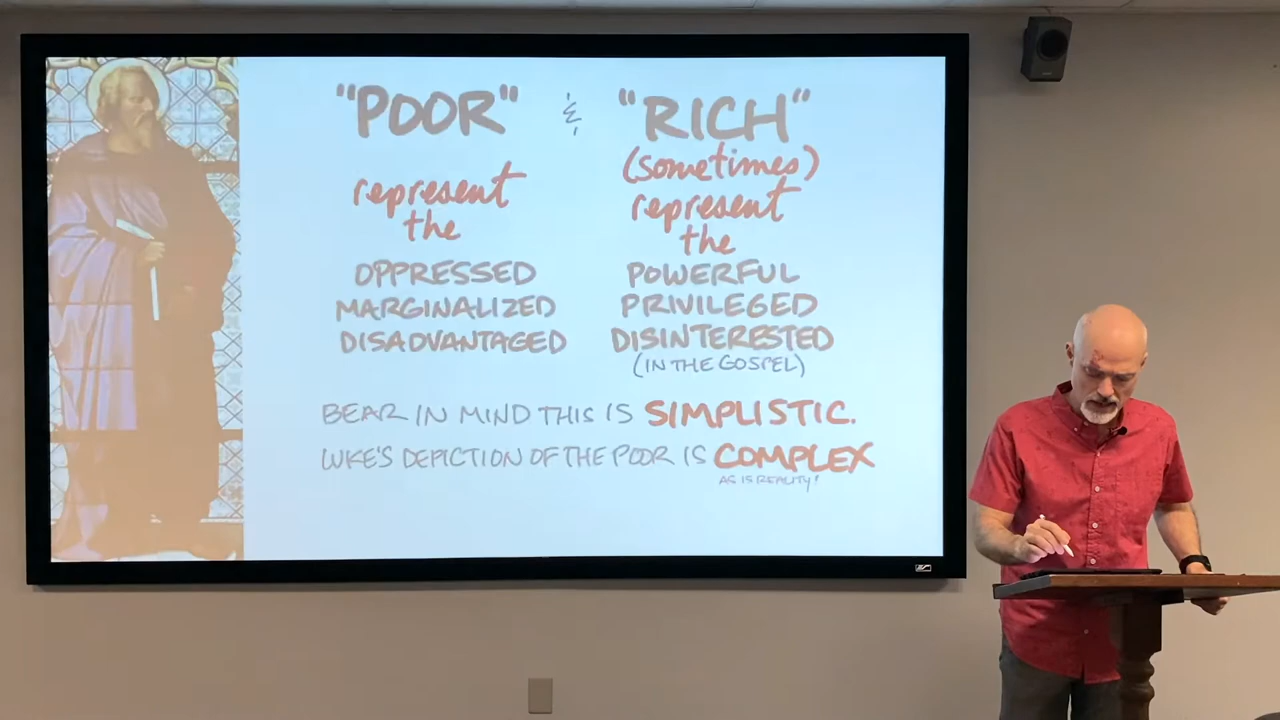 "POOR" & "RICH"
represent the
(sometimes) represent the
OPPRESSED
MARGINALIZED
DISADVANTAGED
POWERFUL
PRIVILEGED
DISINTERESTED
(IN THE GOSPEL)
BEAR IN MIND THIS IS SIMPLISTIC.
LUKE'S DEPICTION OF THE POOR IS COMPLEX
AS IS REALITY!